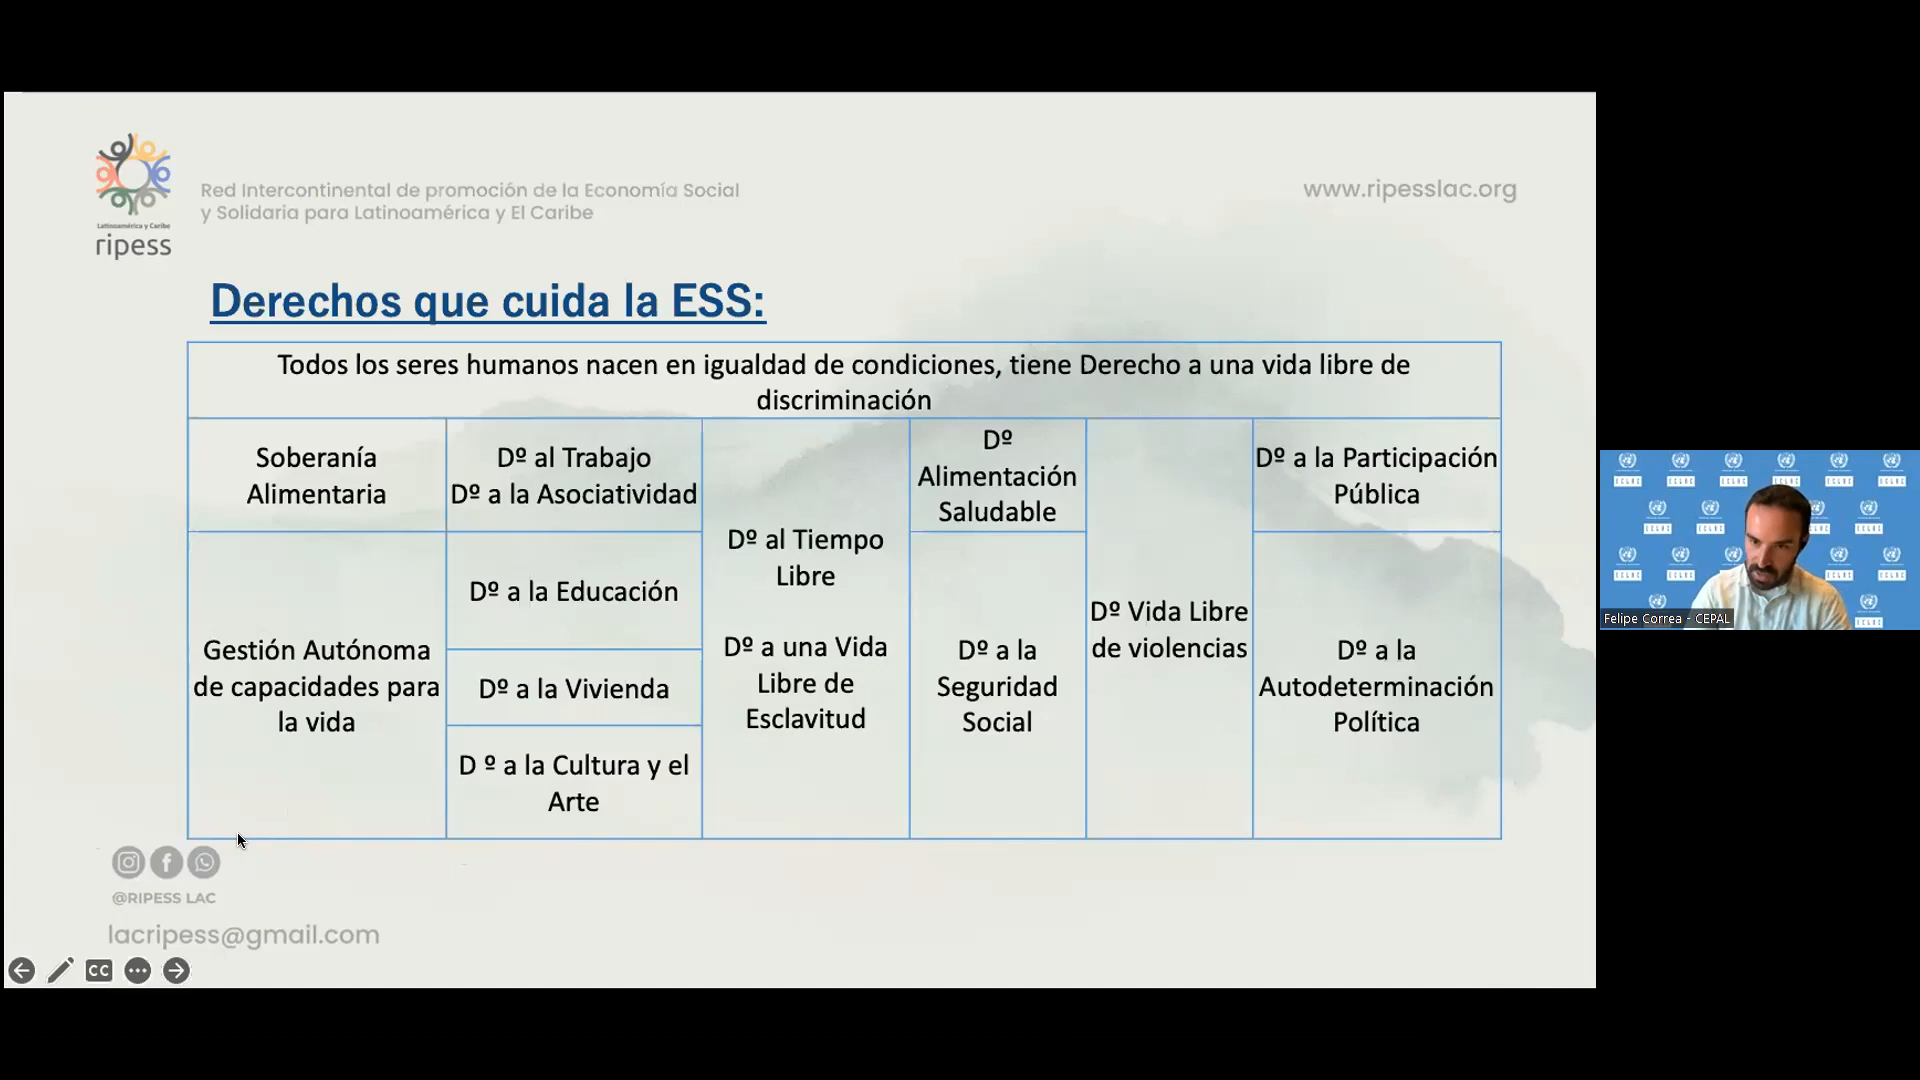 Latinoamérica y Caribe
ripess
Red Intercontinental de promoción de la Economía Social
y Solidaria para Latinoamérica y El Caribe
www.ripesslac.org
Derechos que cuida la ESS:
Todos los seres humanos nacen en igualdad de condiciones, tiene Derecho a una vida libre de
discriminación
Soberanía
Alimentaria
Dº al Trabajo
Dº a la Asociatividad
Dº al Tiempo
Libre
Dº a una Vida
Libre de
Esclavitud
Dº
Alimentación
Saludable
Dº Vida Libre
de violencias
Dº a la Participación
Pública
Gestión Autónoma
de capacidades para
la vida
Dº a la Educación
Dº a la Vivienda
D º a la Cultura y el
Arte
Dº a la
Seguridad
Social
Dº a la
Autodeterminación
Política
@RIPESS LAC
lacripess@gmail.com
CC
ECLAC
Felipe Correa - CEPAL